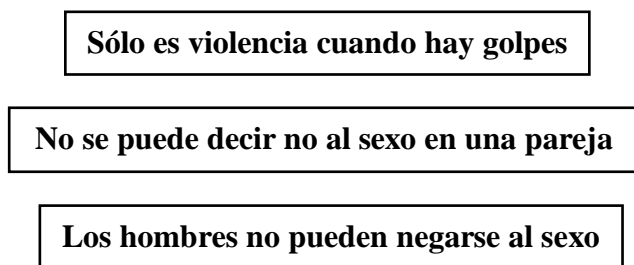 Sólo es violencia cuando hay golpes
No se puede decir no al sexo en una pareja
Los hombres no pueden negarse al sexo